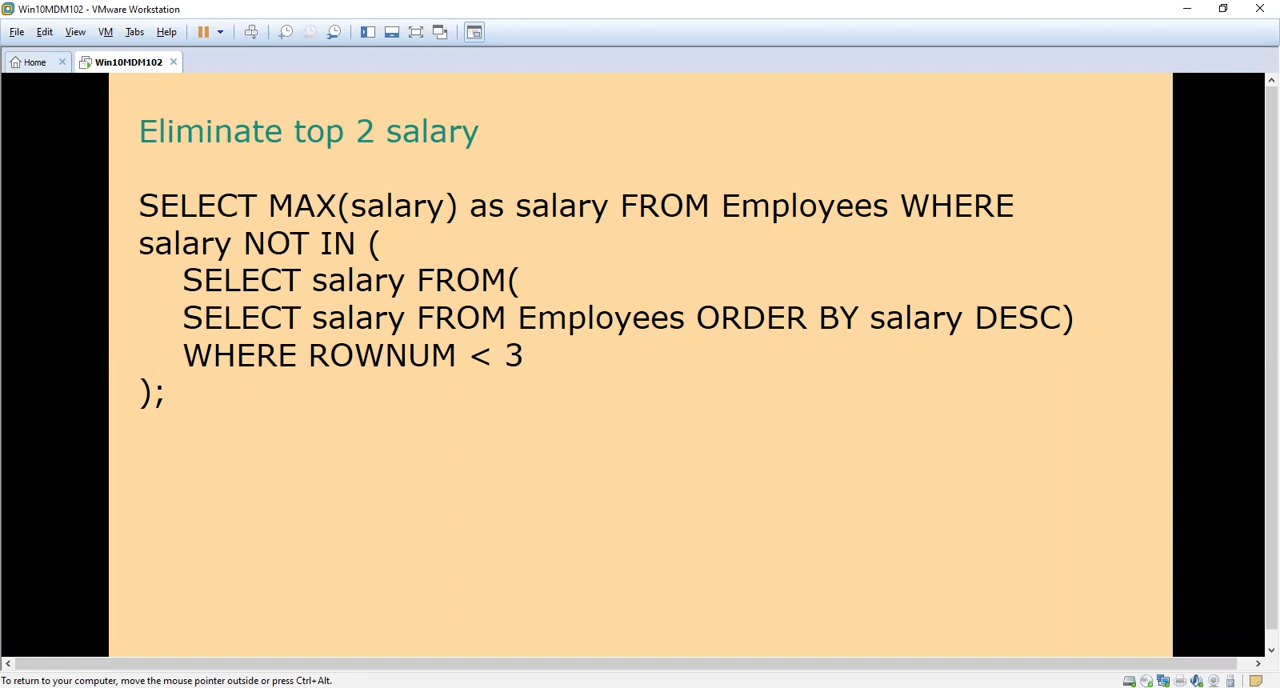 Win10MDM102 - VMware Workstation
File Edit View VM Tabs Help
Home Win10MDM102
Eliminate top 2 salary
SELECT MAX(salary) as salary FROM Employees WHERE
salary NOT IN (
SELECT salary FROM(
SELECT salary FROM Employees ORDER BY salary DESC)
WHERE ROWNUM < 3
);
To return to your computer, move the mouse pointer outside or press Ctrl+Alt.